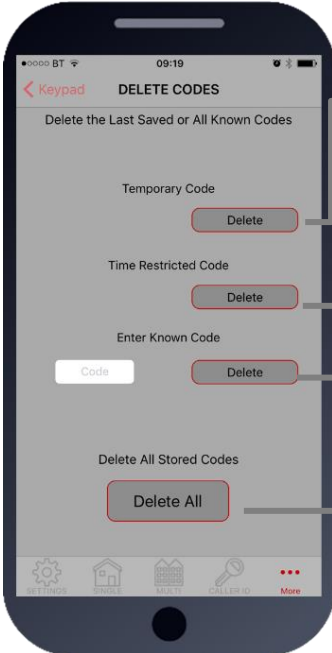 BT 09:19
Keypad DELETE CODES
Delete the Last Saved or All Known Codes
Temporary Code
Delete
Time Restricted Code
Delete
Enter Known Code
Code Delete
Delete All Stored Codes
Delete All
SETTINGS SINGLE MULTI CALLER ID More